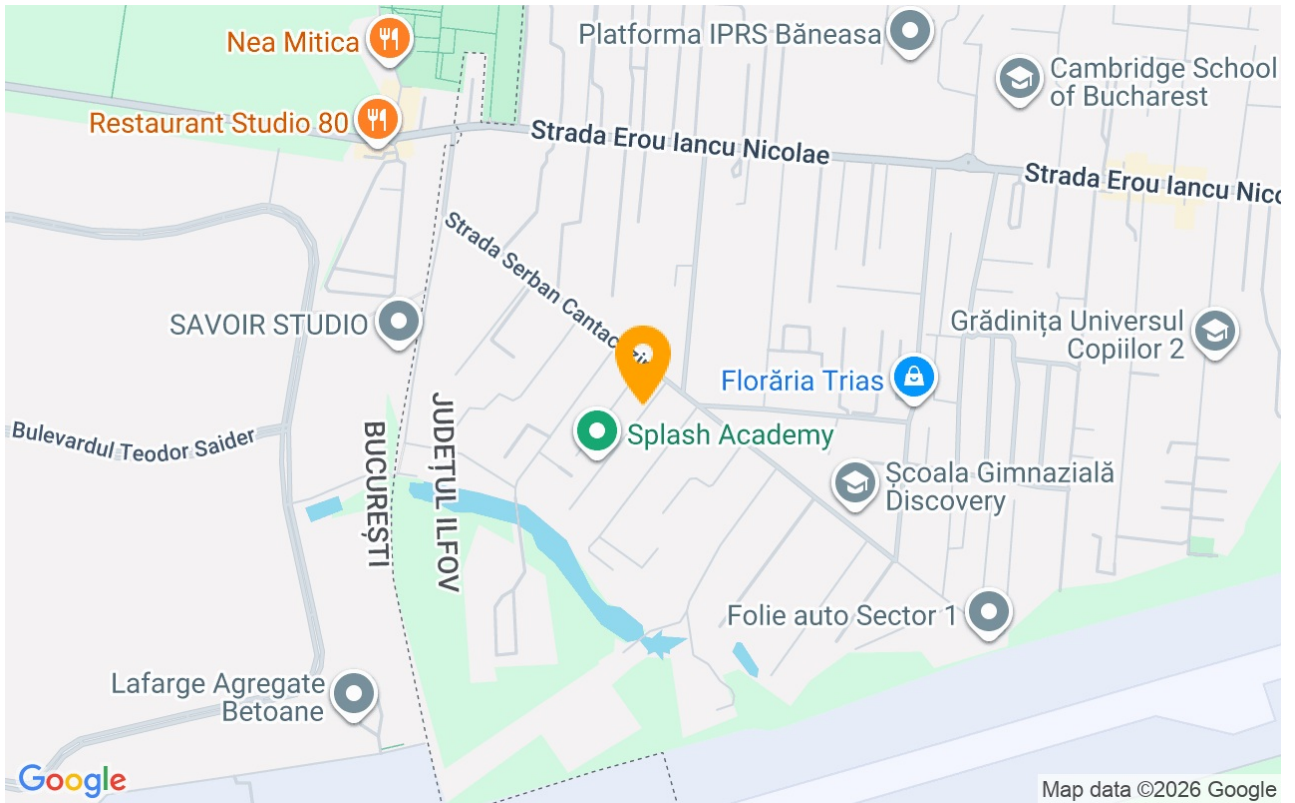 Nea Mitica
Platforma IPRS Băneasa
Cambridge School
of Bucharest
Restaurant Studio 80
Strada Erou Iancu Nicolae
Strada Erou Iancu Nico
Strada Serban Cantac
SAVOIR STUDIO
Grădinița Universul
Copiilor 2
Florăria Trias
Bulevardul Teodor Saider
JUDEȚUL ILFOV
BUCUREȘTI
Splash Academy
Școala Gimnazială
Discovery
Folie auto Sector 1
Lafarge Agregate
Betoane
Google
Map data ©2026 Google